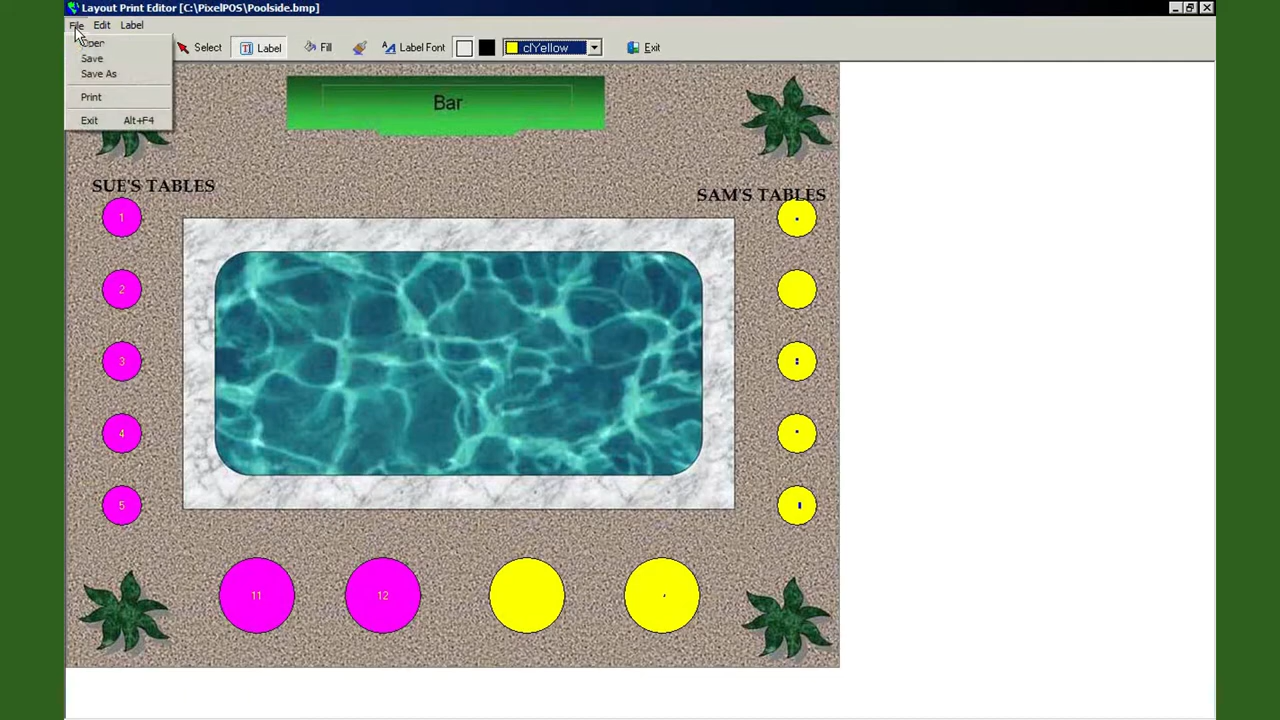 Layout Print Editor [C:\PixelPOS\Poolside.bmp]
File Edit Label
Select Label Fill Label Font clYellow Exit
Open
Save
Save As
Print
Exit Alt+F4
Bar
SUE'S TABLES
SAM'S TABLES
1
2
3
4
5
11 12